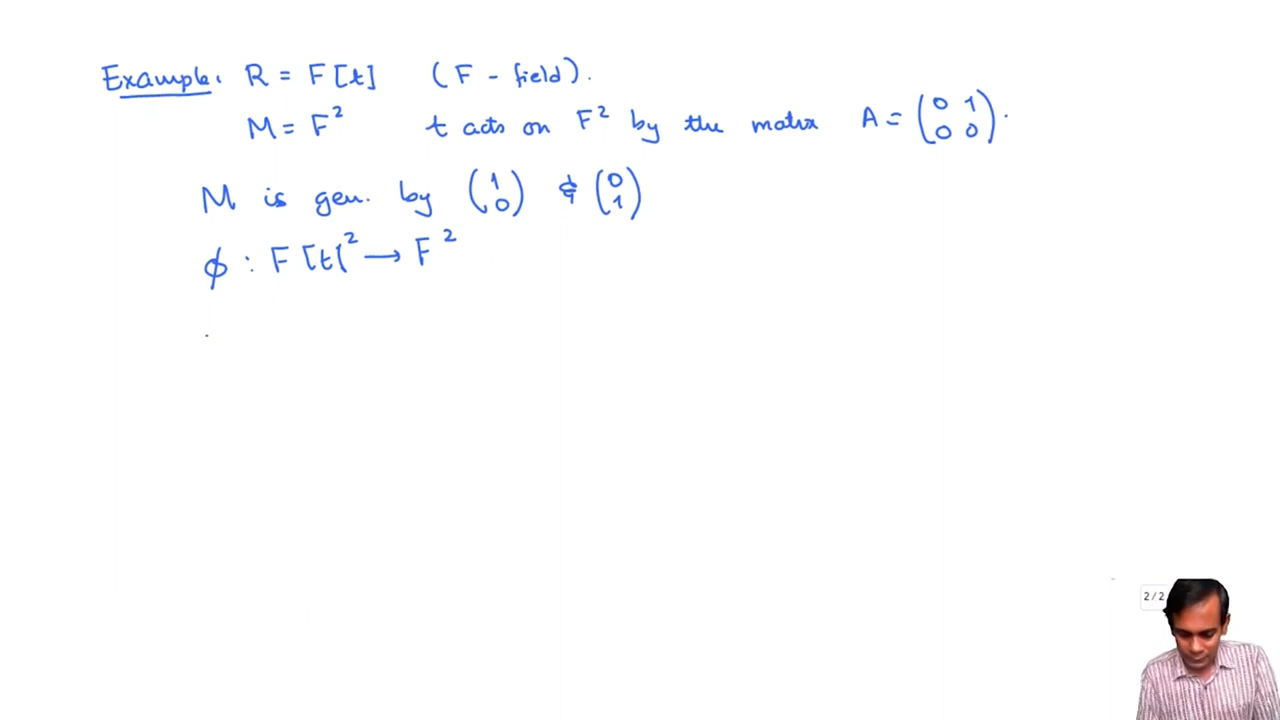 Example: R = F[t] (F - field).
M = F² t acts on F² by the matrix A = (0 1; 0 0).
M is gen. by (1; 0) & (0; 1)
φ : F[t]² → F²
2/2